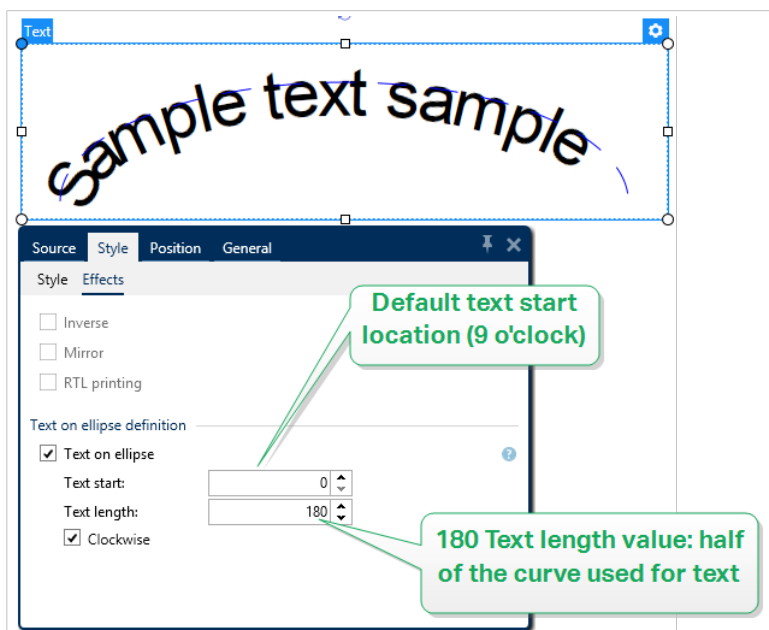 Text
Sample text sample
Source Style Position General
Style Effects
Default text start
location (9 o'clock)
Inverse
Mirror
RTL printing
Text on ellipse definition
Text on ellipse
?
Text start: 0
Text length: 180
Clockwise
180 Text length value: half
of the curve used for text